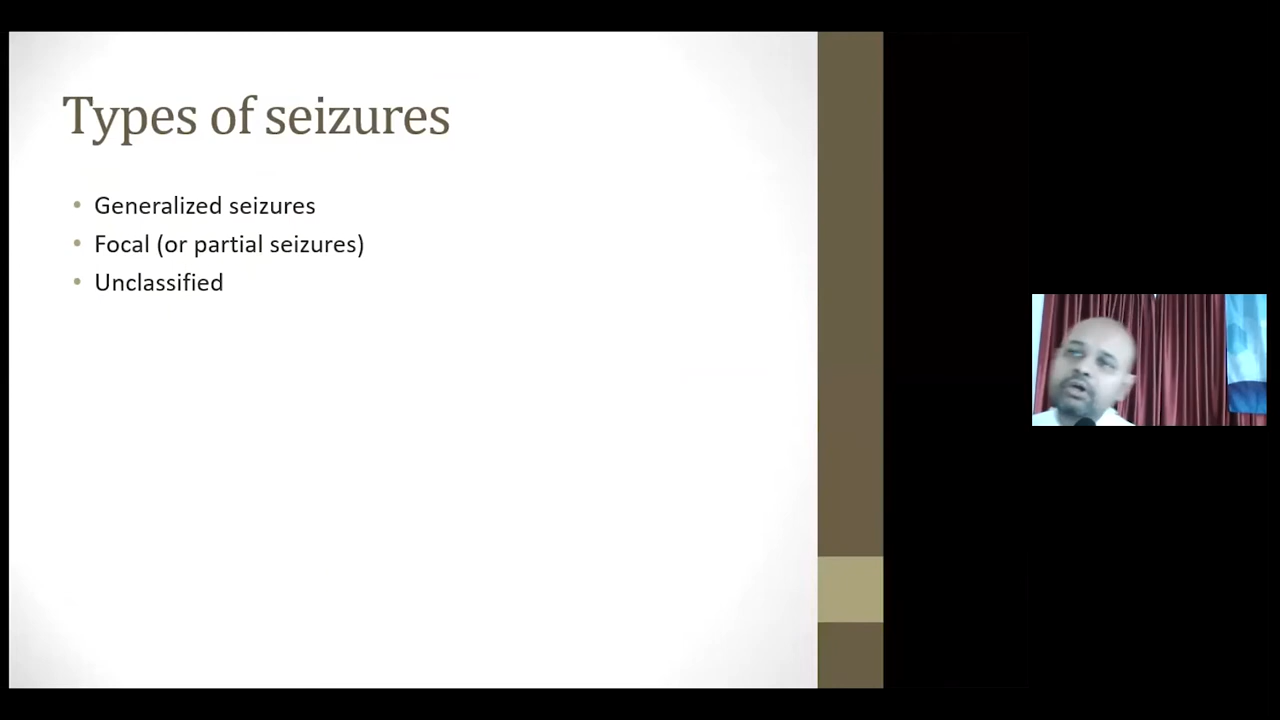 Types of seizures
• Generalized seizures
• Focal (or partial seizures)
• Unclassified